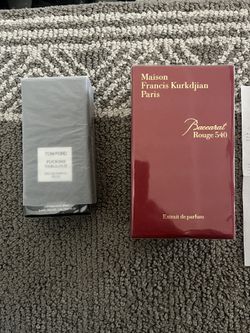 TOM FORD
FUCKING
FABULOUS
Maison
Francis Kurkdjian
Paris
Baccarat
Rouge 540
Extrait de parfum